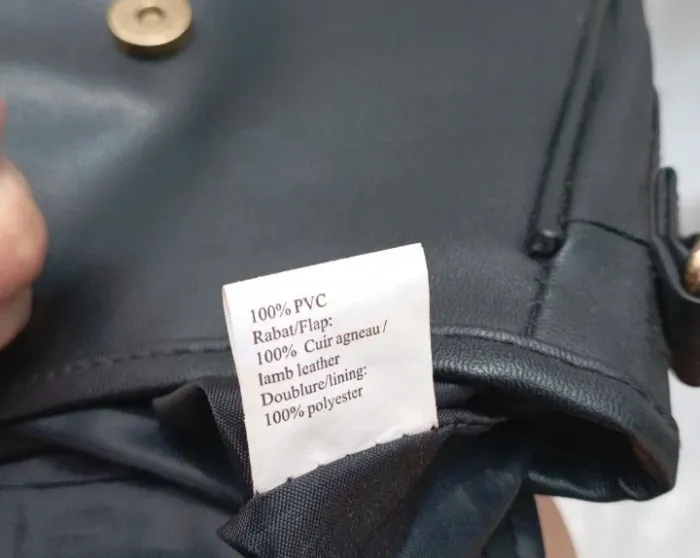 100% PVC
Rabat/Flap:
100% Cuir agneau /
lamb leather
Doublure/lining:
100% polyester